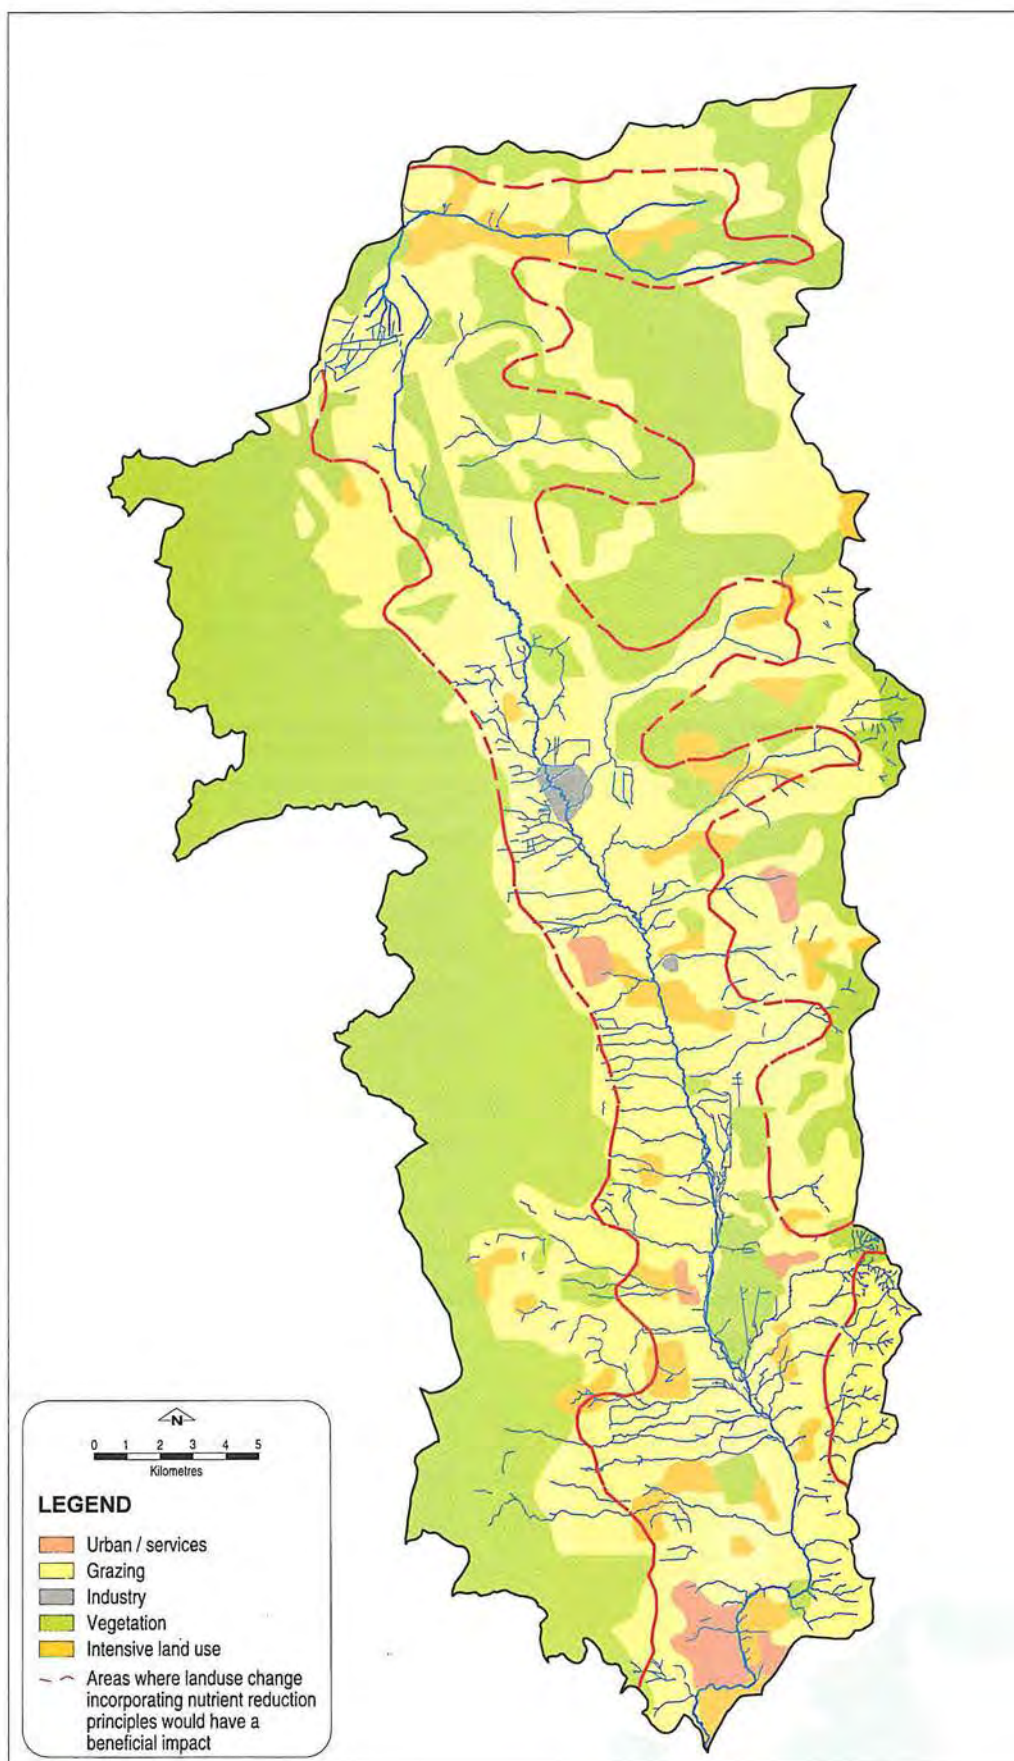 N
0 1 2 3 4 5
Kilometres
LEGEND
Urban / services
Grazing
Industry
Vegetation
Intensive land use
Areas where landuse change
incorporating nutrient reduction
principles would have a
beneficial impact